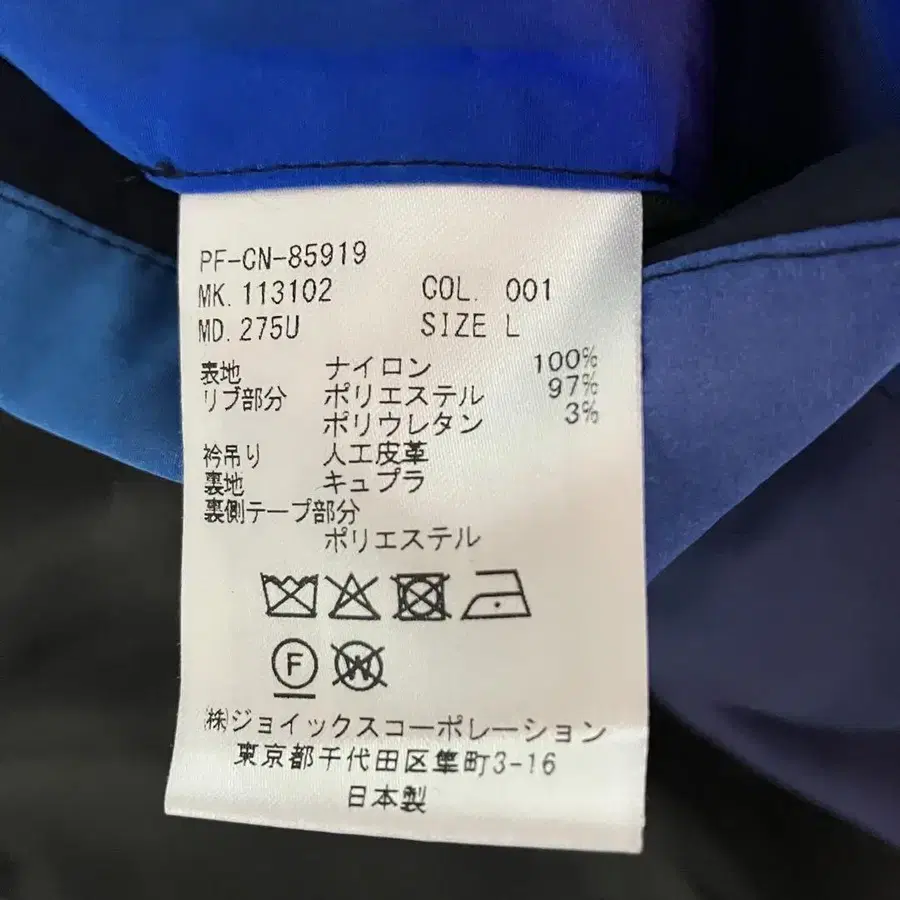 PF-CN-85919
MK. 113102 COL. 001
MD. 275U SIZE L
表地 ナイロン 100%
リブ部分 ポリエステル 97%
ポリウレタン 3%
衿吊り 人工皮革
裏地 キュプラ
裏側テープ部分
ポリエステル
F W
㈱ジョイックスコーポレーション
東京都千代田区隼町3-16
日本製